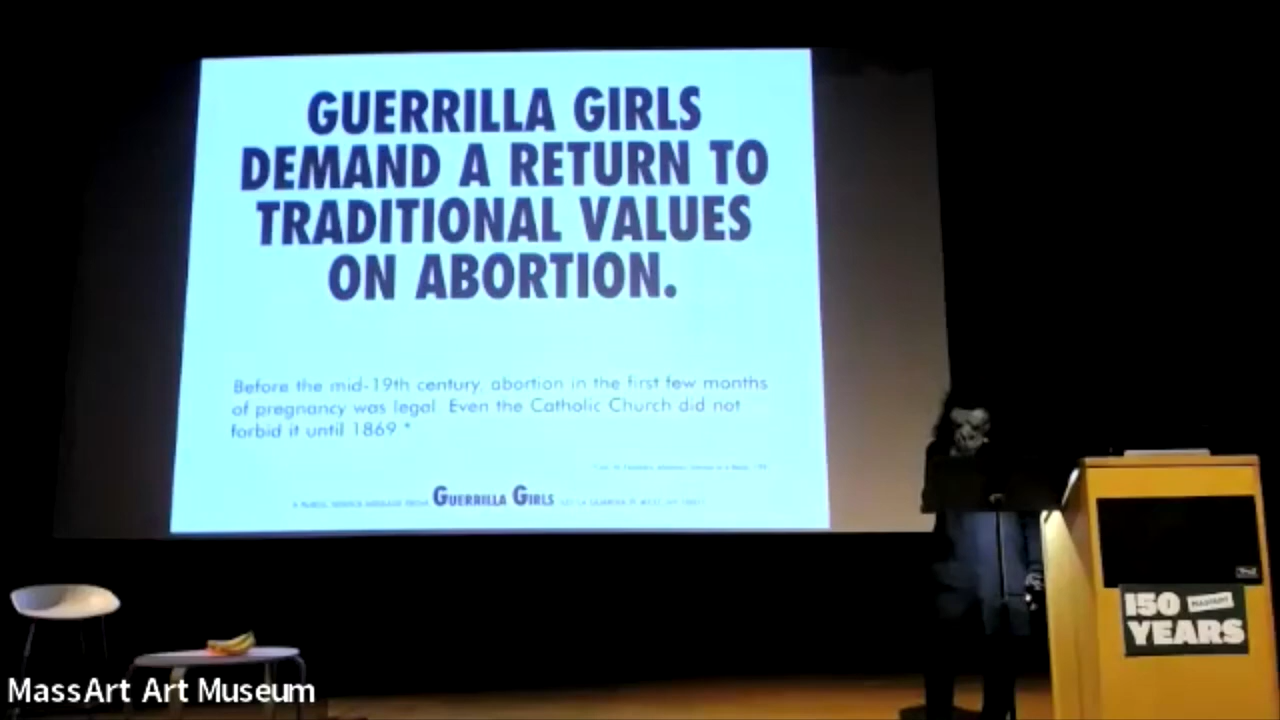 GUERRILLA GIRLS
DEMAND A RETURN TO
TRADITIONAL VALUES
ON ABORTION.
Before the mid-19th century, abortion in the first few months
of pregnancy was legal. Even the Catholic Church did not
forbid it until 1869 *
GUERRILLA GIRLS
150
YEARS
MassArt Art Museum